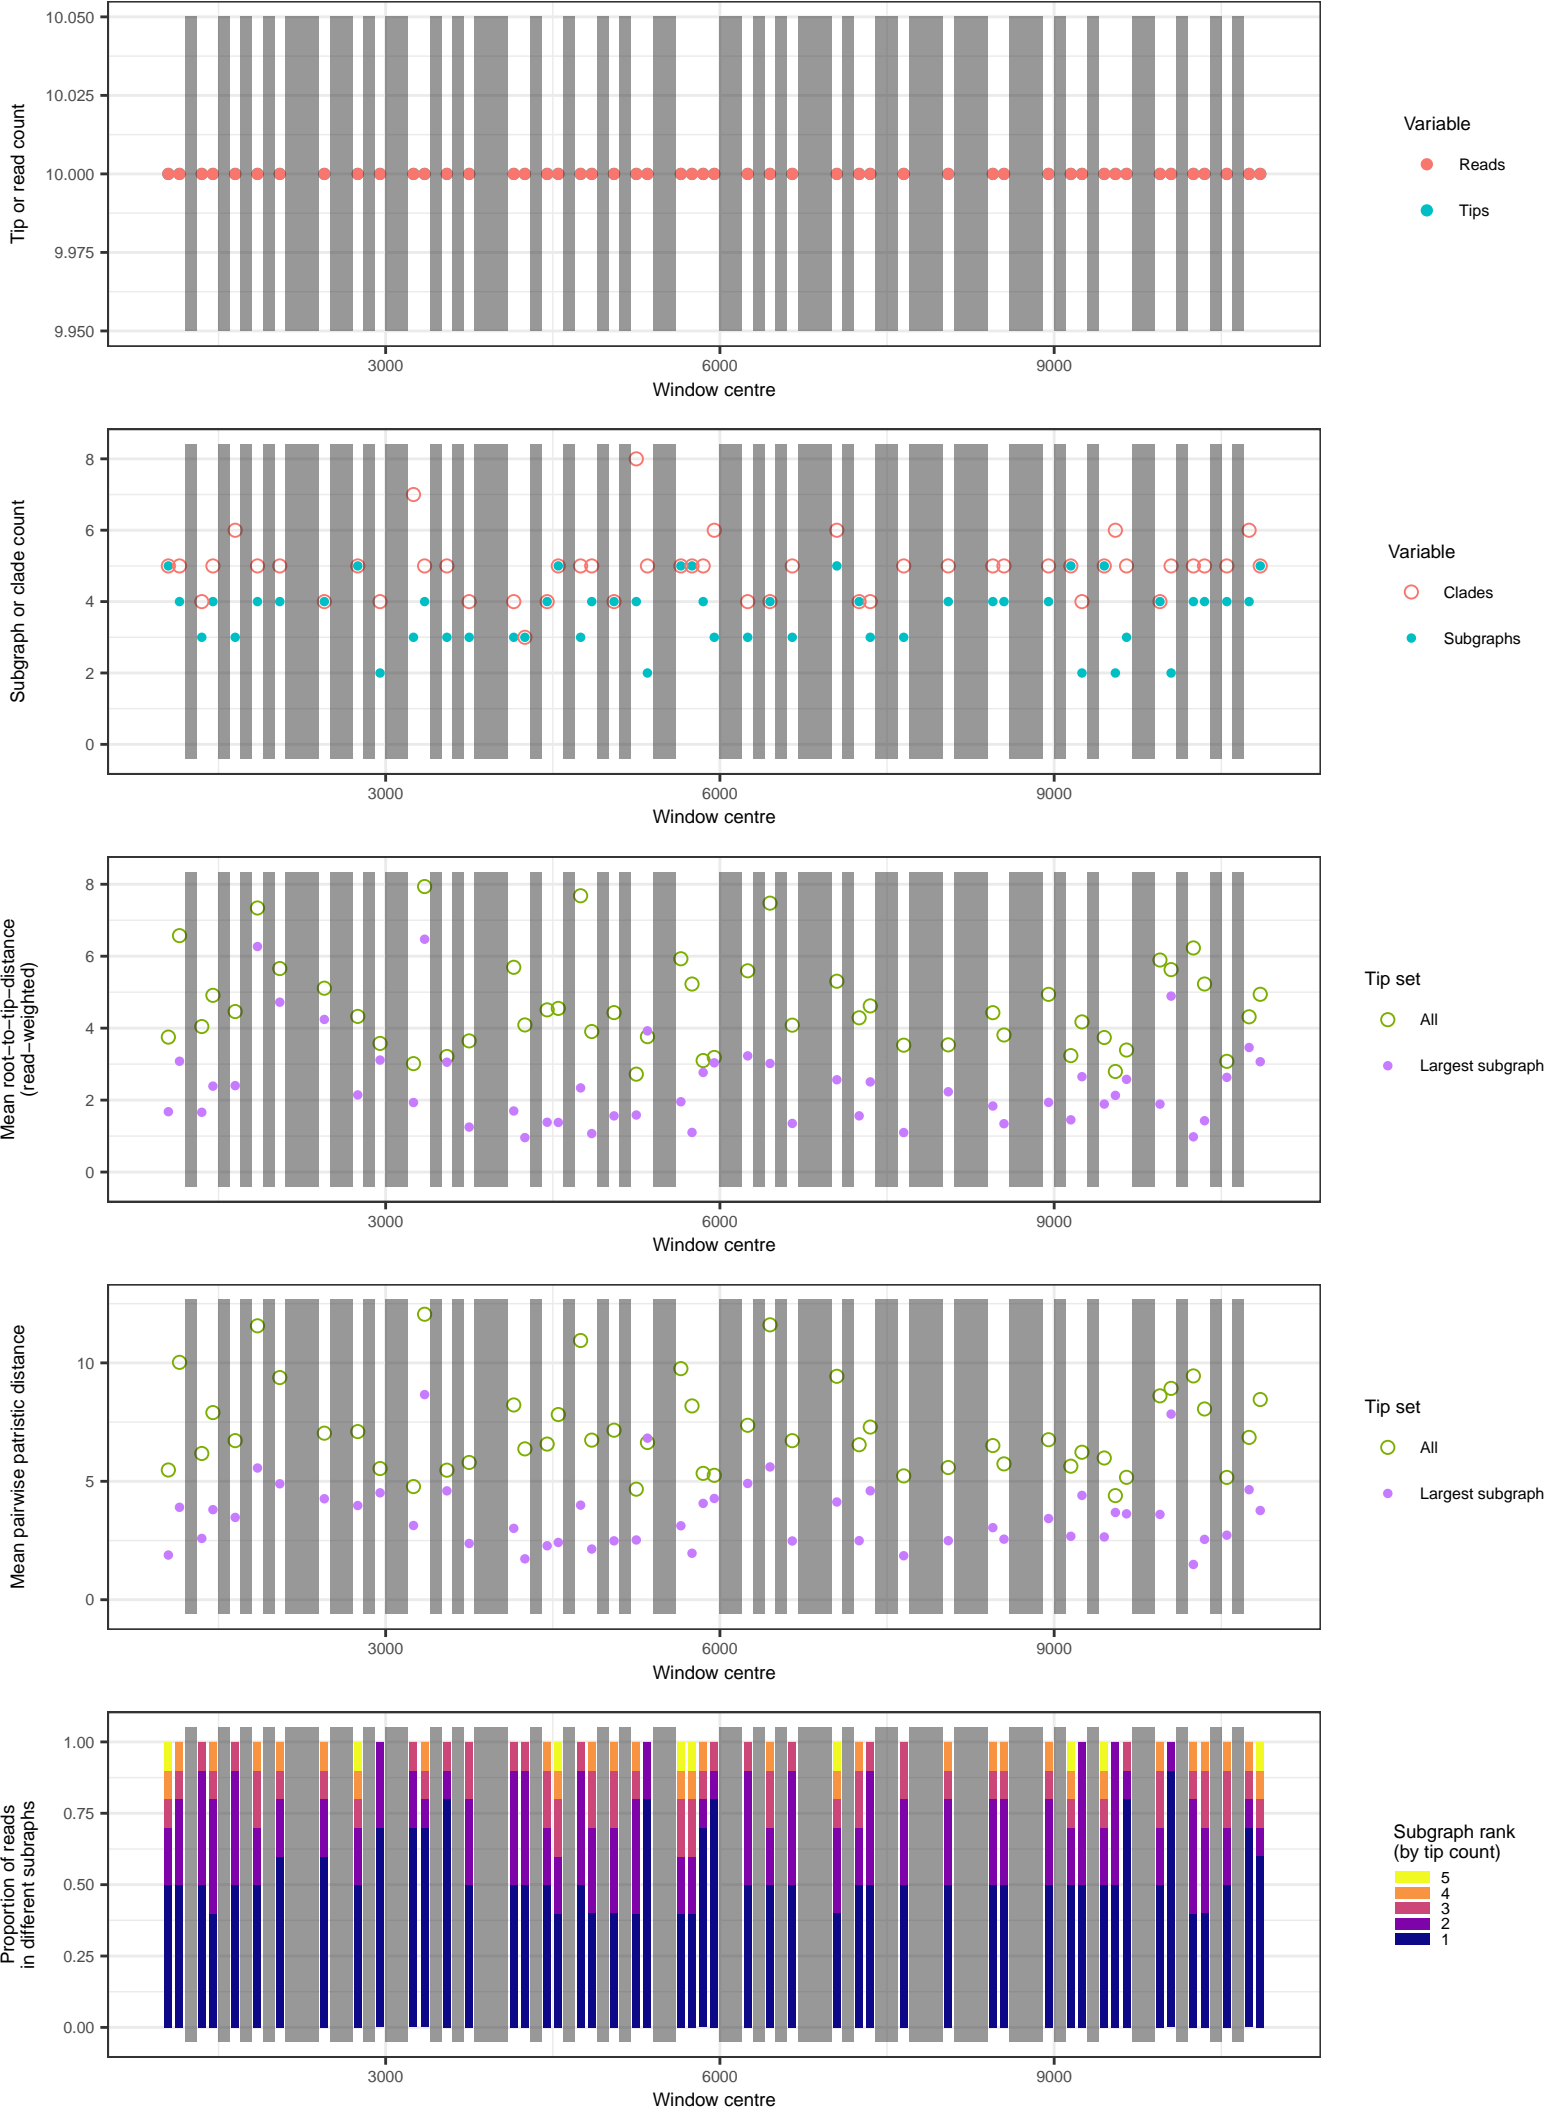 10.050
10.025
10.000
9.975
9.950
Tip or read count
3000
6000
9000
Window centre
Variable
Reads
Tips
8
6
4
2
0
Subgraph or clade count
3000
6000
9000
Window centre
Variable
Clades
Subgraphs
8
6
4
2
0
Mean root−to−tip−distance
(read−weighted)
3000
6000
9000
Window centre
Tip set
All
Largest subgraph
10
5
0
Mean pairwise patristic distance
3000
6000
9000
Window centre
Tip set
All
Largest subgraph
1.00
0.75
0.50
0.25
0.00
Proportion of reads
in different subraphs
3000
6000
9000
Window centre
Subgraph rank
(by tip count)
5
4
3
2
1